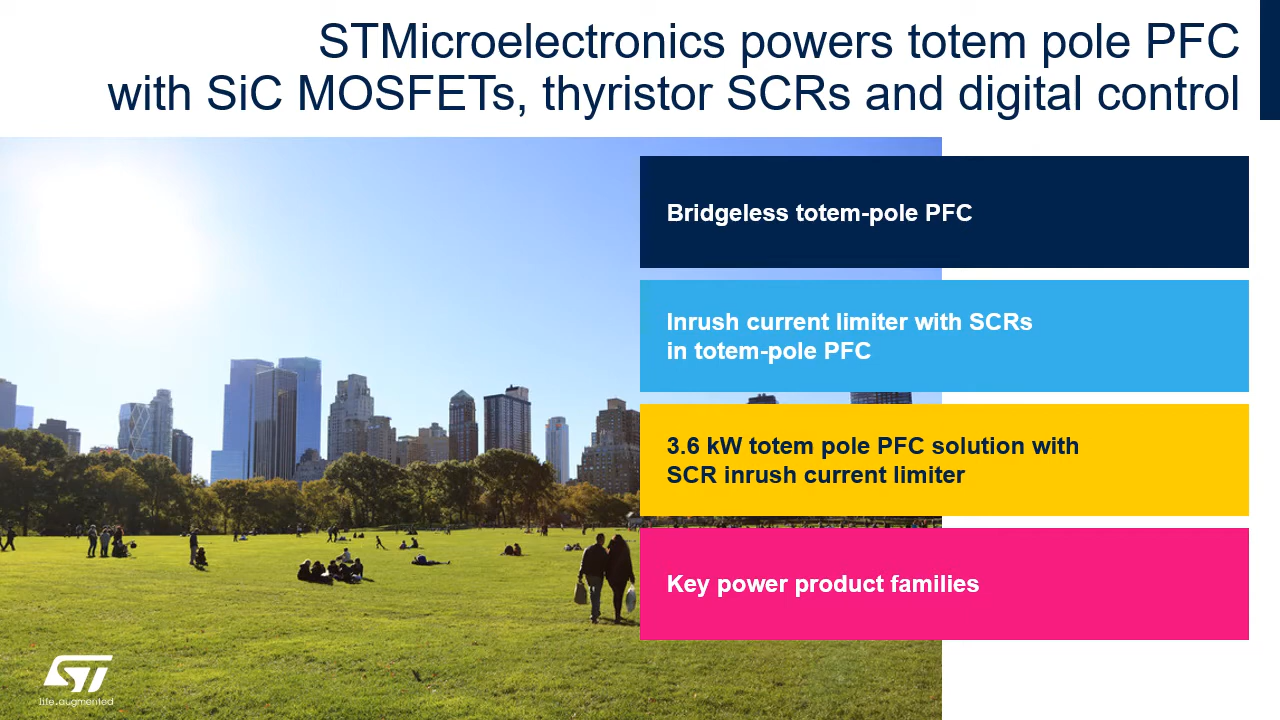 STMicroelectronics powers totem pole PFC
with SiC MOSFETs, thyristor SCRs and digital control
Bridgeless totem-pole PFC
Inrush current limiter with SCRs
in totem-pole PFC
3.6 kW totem pole PFC solution with
SCR inrush current limiter
Key power product families
ST
life.augmented